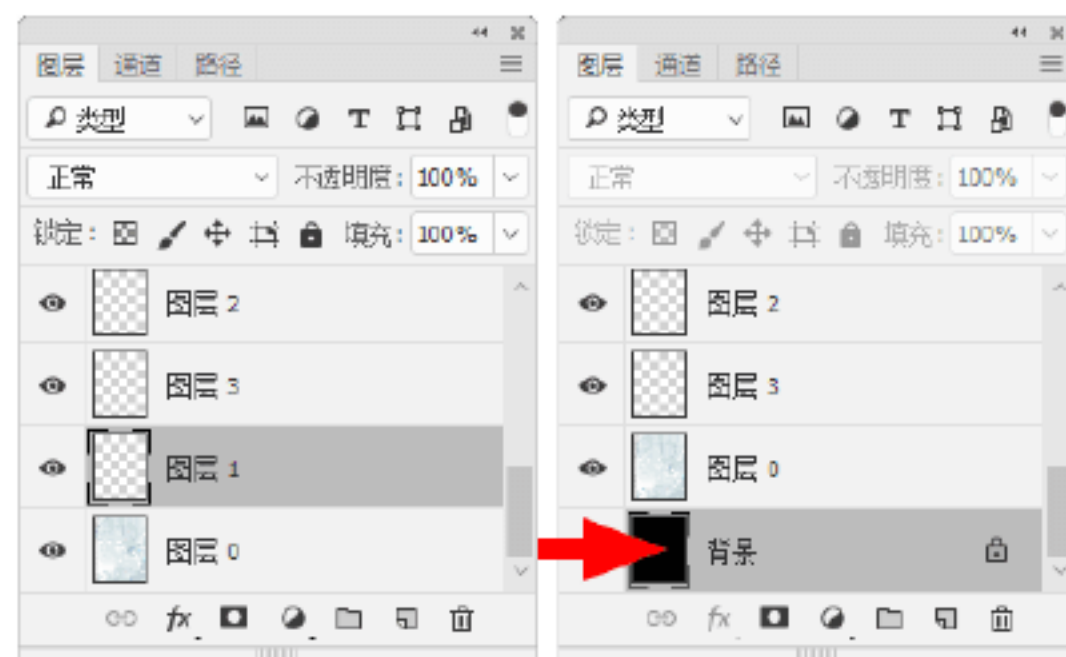 图层 通道 路径
类型
正常 不透明度: 100%
锁定: 填充: 100%
图层 2
图层 3
图层 1
图层 0
fx
图层 通道 路径
类型
正常 不透明度: 100%
锁定: 填充: 100%
图层 2
图层 3
图层 0
背景
fx